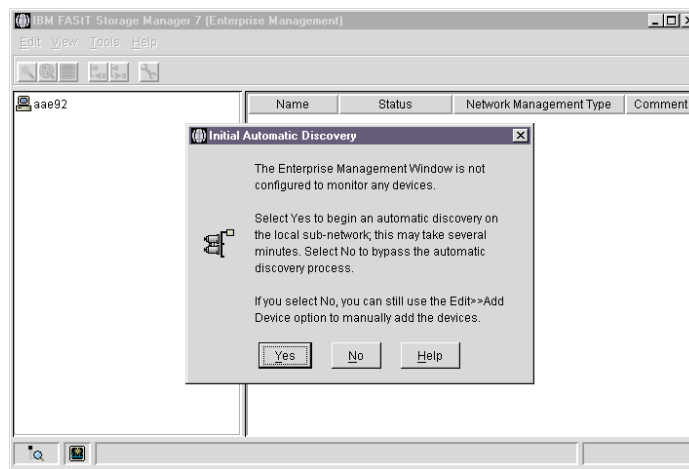 IBM FAStT Storage Manager 7 (Enterprise Management)
Edit View Tools Help
aae92
Name Status Network Management Type Comment
Initial Automatic Discovery
The Enterprise Management Window is not
configured to monitor any devices.
Select Yes to begin an automatic discovery on
the local sub-network; this may take several
minutes. Select No to bypass the automatic
discovery process.
If you select No, you can still use the Edit>>Add
Device option to manually add the devices.
Yes No Help